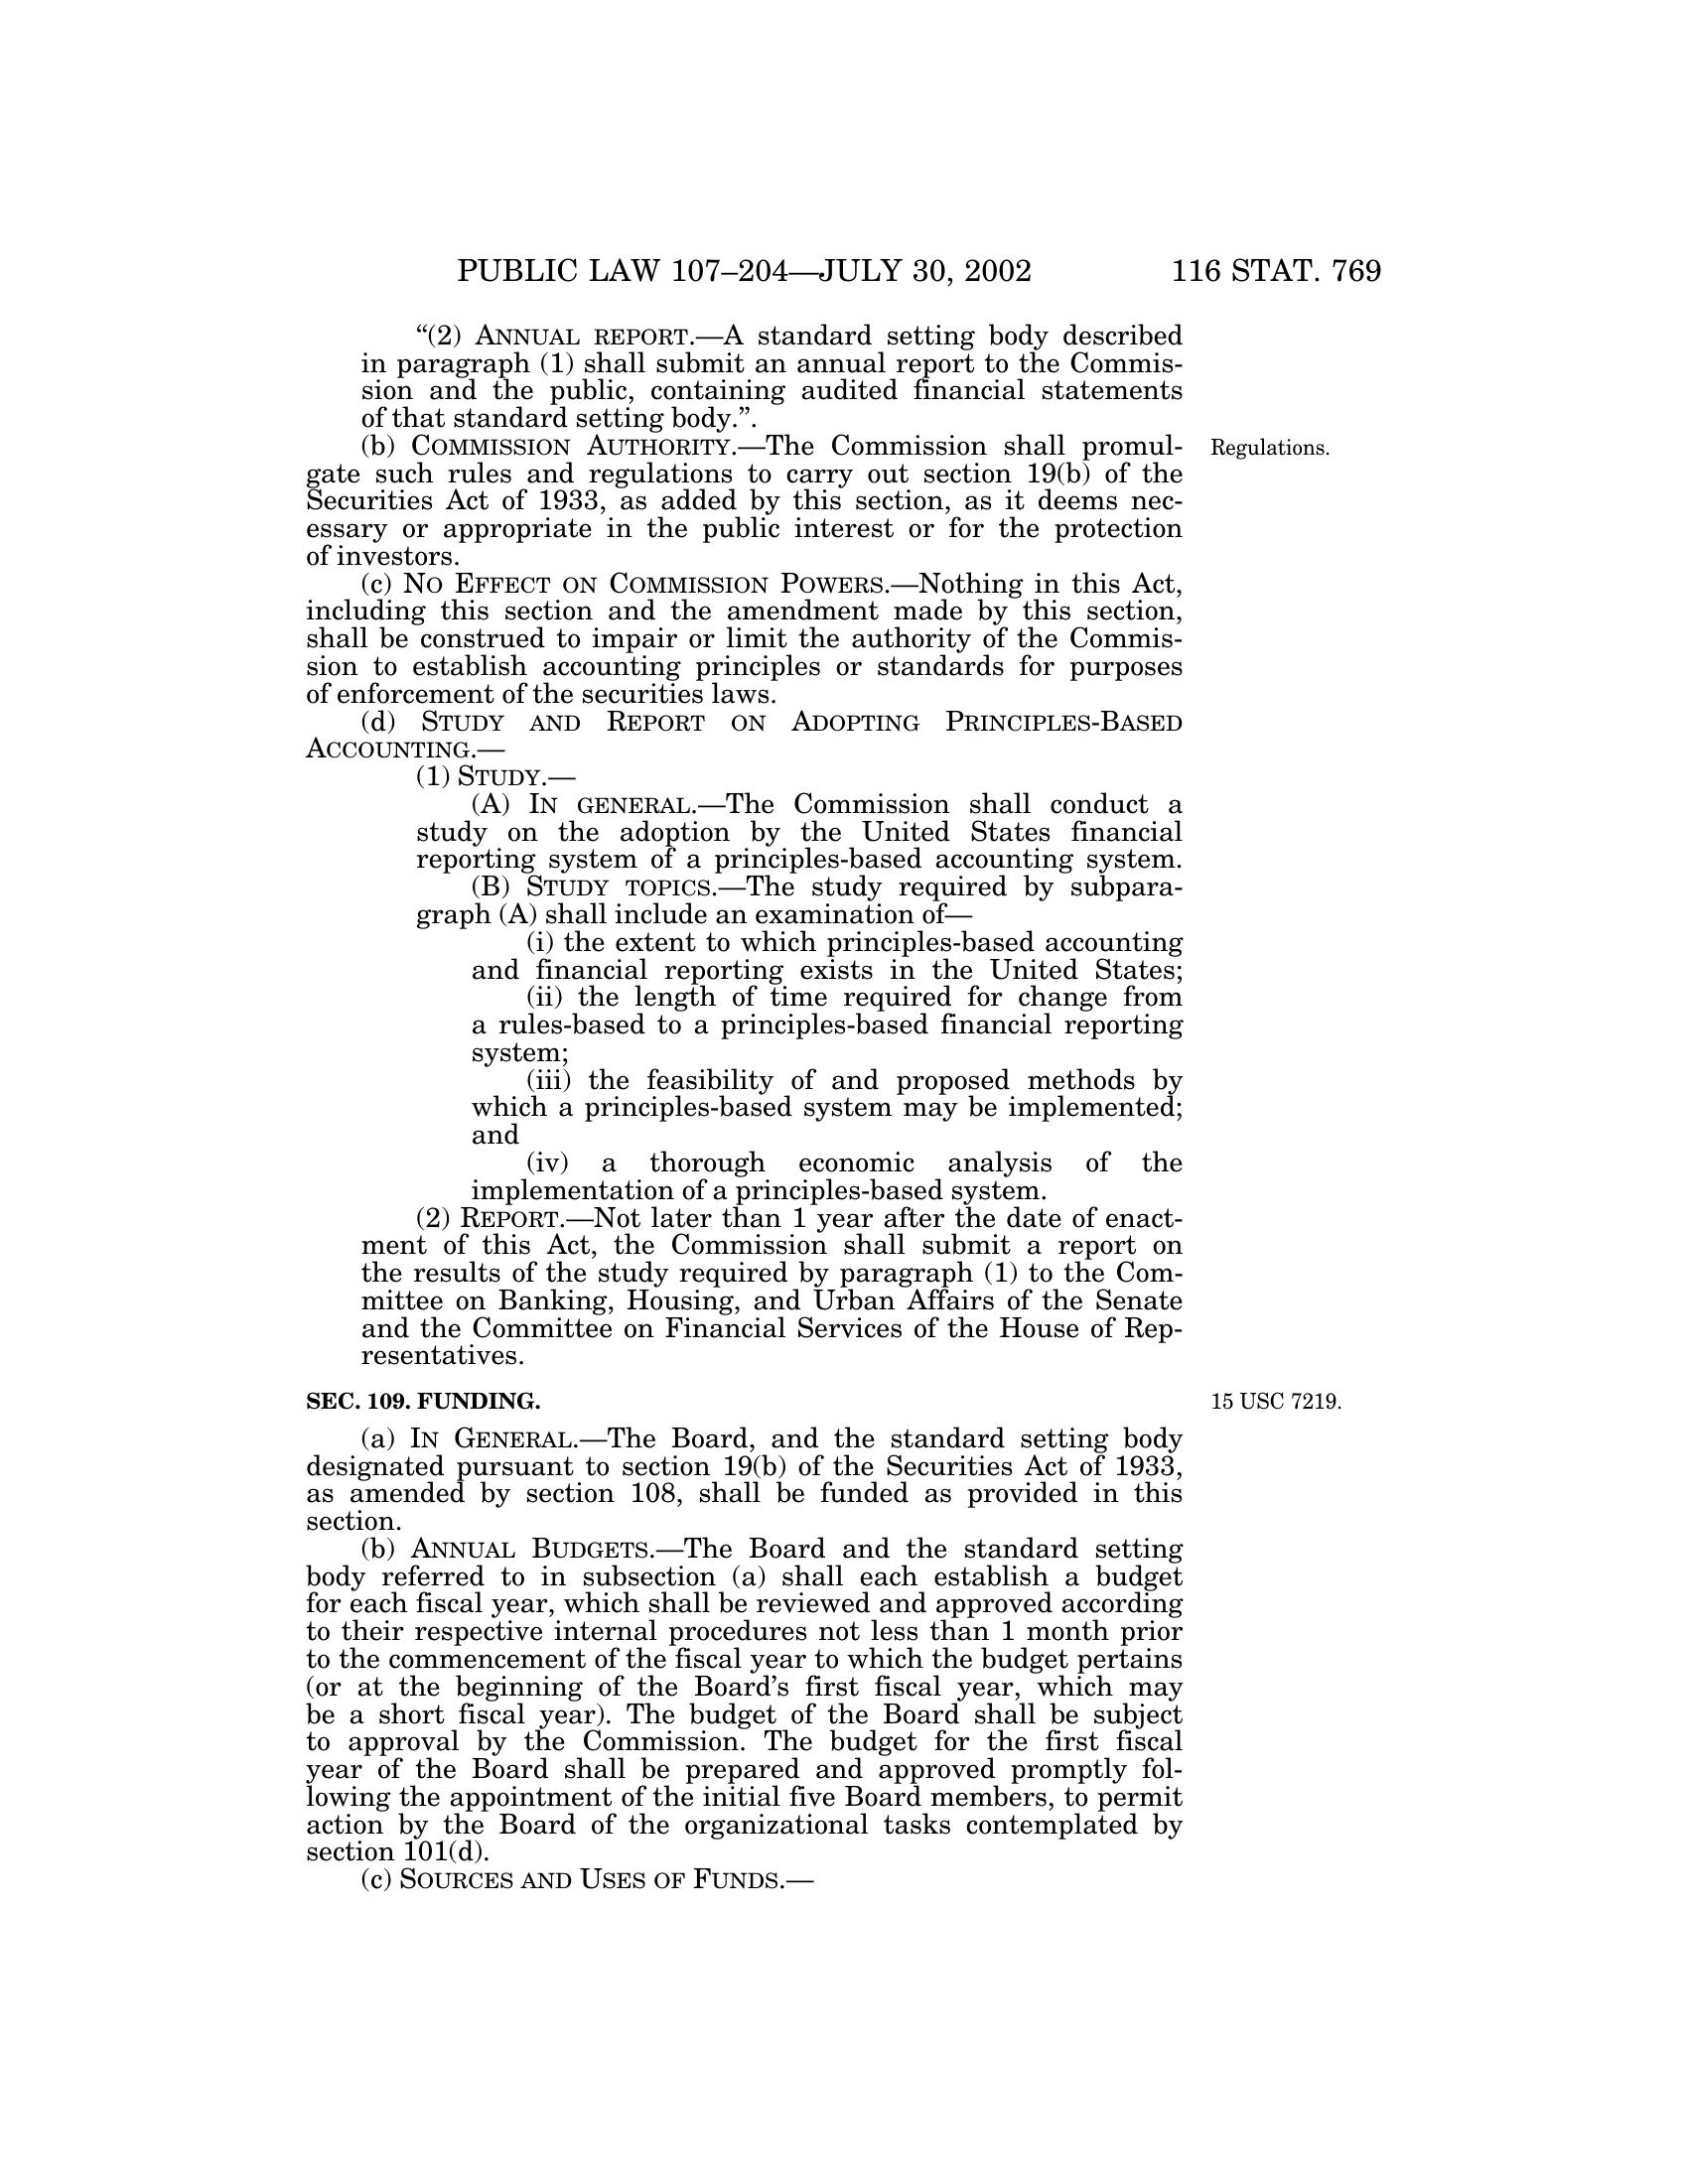 PUBLIC LAW 107–204—JULY 30, 2002 116 STAT. 769
“(2) ANNUAL REPORT.—A standard setting body described
in paragraph (1) shall submit an annual report to the Commis-
sion and the public, containing audited financial statements
of that standard setting body.”.
(b) COMMISSION AUTHORITY.—The Commission shall promul- Regulations.
gate such rules and regulations to carry out section 19(b) of the
Securities Act of 1933, as added by this section, as it deems nec-
essary or appropriate in the public interest or for the protection
of investors.
(c) NO EFFECT ON COMMISSION POWERS.—Nothing in this Act,
including this section and the amendment made by this section,
shall be construed to impair or limit the authority of the Commis-
sion to establish accounting principles or standards for purposes
of enforcement of the securities laws.
(d) STUDY AND REPORT ON ADOPTING PRINCIPLES-BASED
ACCOUNTING.—
(1) STUDY.—
(A) IN GENERAL.—The Commission shall conduct a
study on the adoption by the United States financial
reporting system of a principles-based accounting system.
(B) STUDY TOPICS.—The study required by subpara-
graph (A) shall include an examination of—
(i) the extent to which principles-based accounting
and financial reporting exists in the United States;
(ii) the length of time required for change from
a rules-based to a principles-based financial reporting
system;
(iii) the feasibility of and proposed methods by
which a principles-based system may be implemented;
and
(iv) a thorough economic analysis of the
implementation of a principles-based system.
(2) REPORT.—Not later than 1 year after the date of enact-
ment of this Act, the Commission shall submit a report on
the results of the study required by paragraph (1) to the Com-
mittee on Banking, Housing, and Urban Affairs of the Senate
and the Committee on Financial Services of the House of Rep-
resentatives.
SEC. 109. FUNDING. 15 USC 7219.
(a) IN GENERAL.—The Board, and the standard setting body
designated pursuant to section 19(b) of the Securities Act of 1933,
as amended by section 108, shall be funded as provided in this
section.
(b) ANNUAL BUDGETS.—The Board and the standard setting
body referred to in subsection (a) shall each establish a budget
for each fiscal year, which shall be reviewed and approved according
to their respective internal procedures not less than 1 month prior
to the commencement of the fiscal year to which the budget pertains
(or at the beginning of the Board’s first fiscal year, which may
be a short fiscal year). The budget of the Board shall be subject
to approval by the Commission. The budget for the first fiscal
year of the Board shall be prepared and approved promptly fol-
lowing the appointment of the initial five Board members, to permit
action by the Board of the organizational tasks contemplated by
section 101(d).
(c) SOURCES AND USES OF FUNDS.—